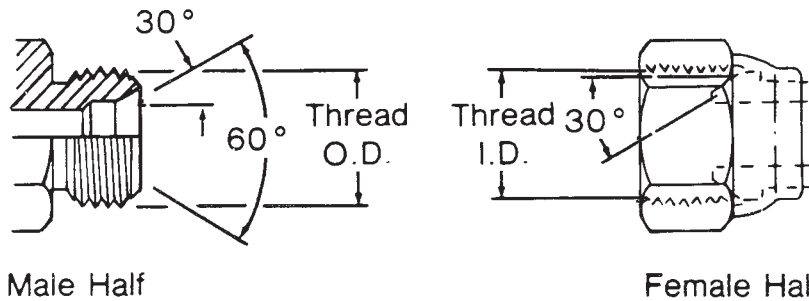 30°
60°
Thread
O.D.
Male Half
Thread
I.D.
30°
Female Hal